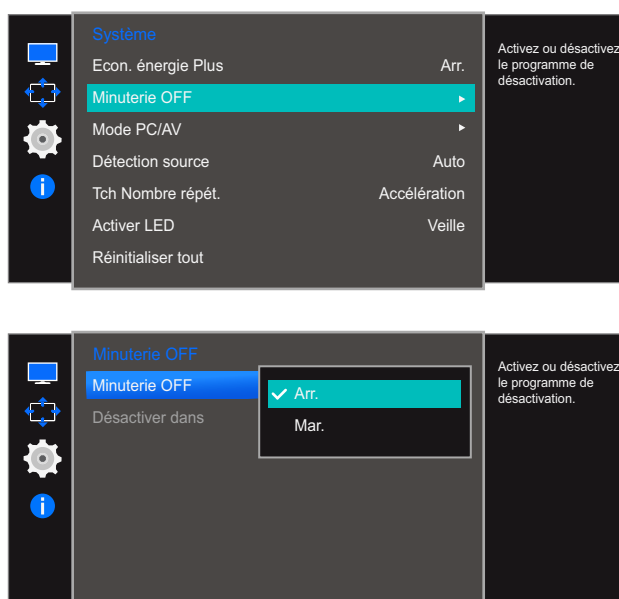 Système
Econ. énergie Plus Arr.
Minuterie OFF
Mode PC/AV
Détection source Auto
Tch Nombre répét. Accélération
Activer LED Veille
Réinitialiser tout
Activez ou désactivez
le programme de
désactivation.
Minuterie OFF
Minuterie OFF
Désactiver dans
Arr.
Mar.
Activez ou désactivez
le programme de
désactivation.